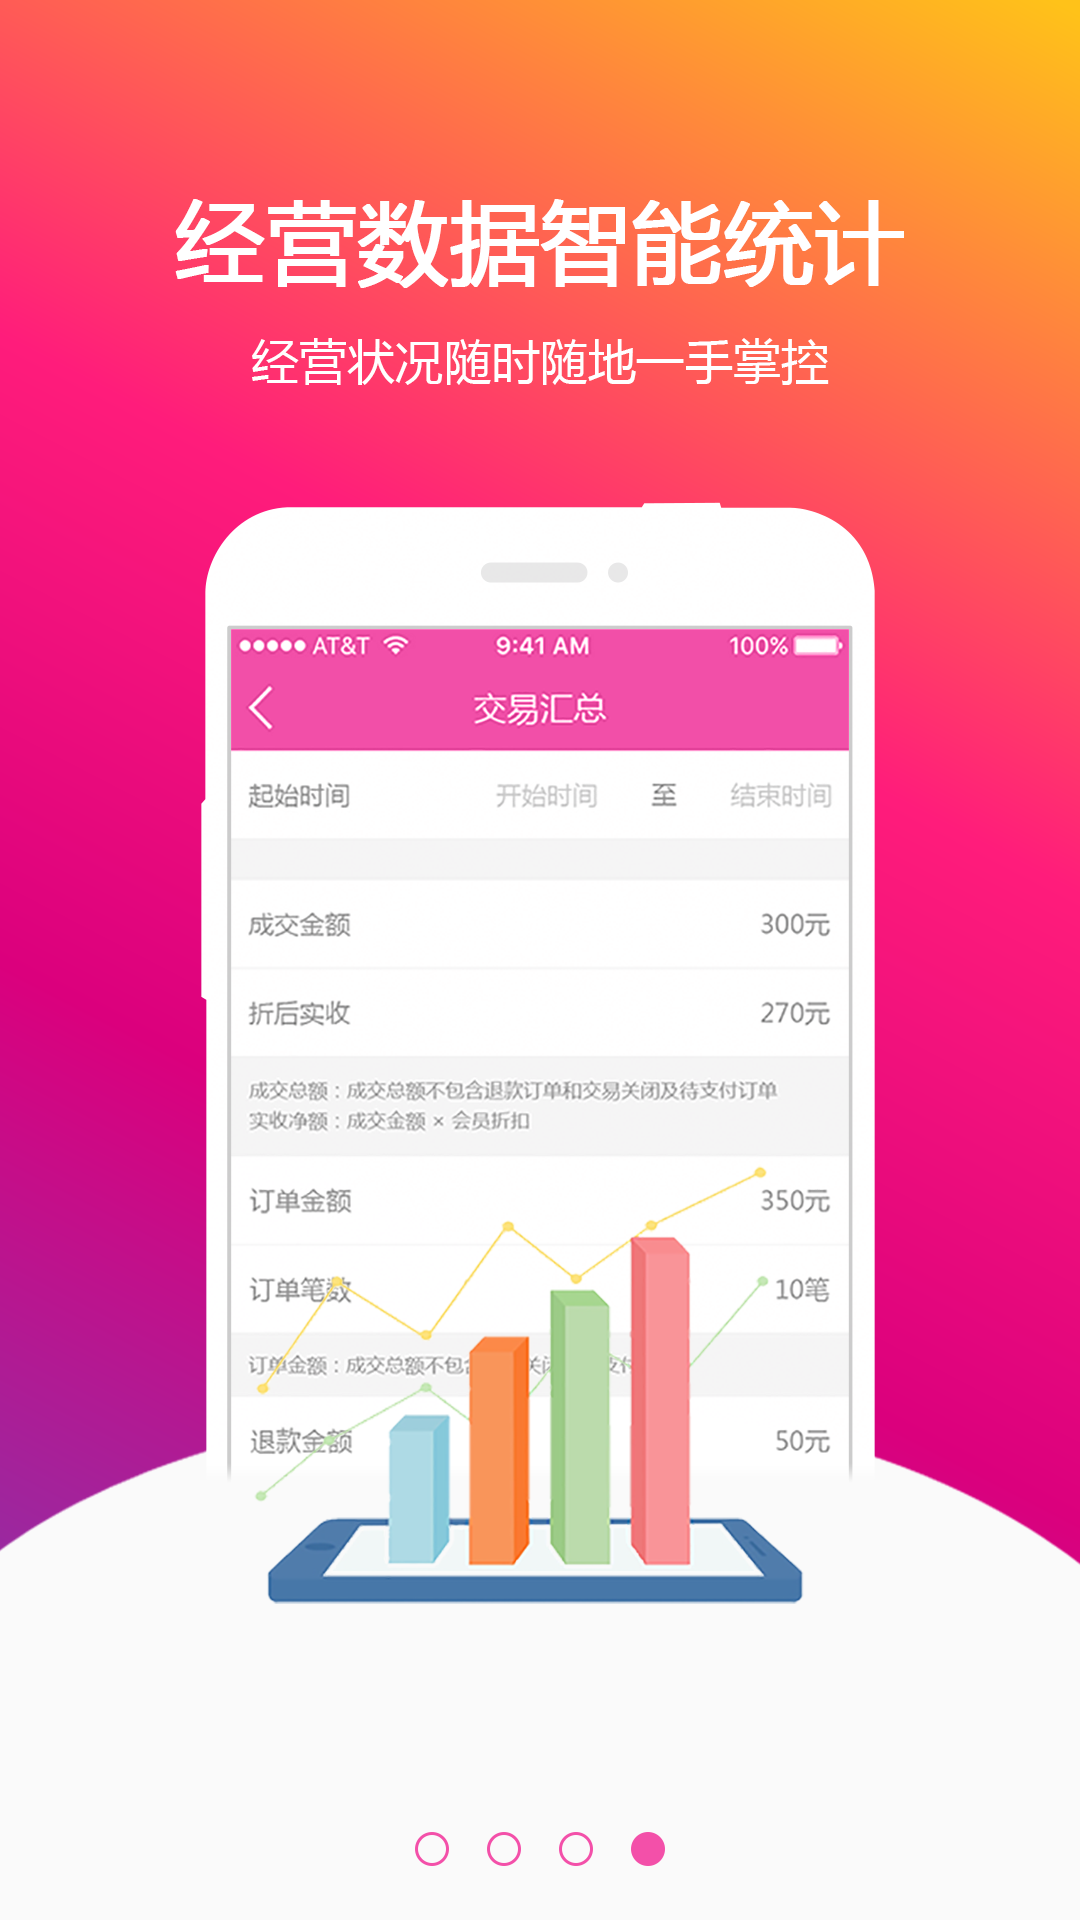 经营数据智能统计
经营状况随时随地一手掌控
AT&T 9:41 AM 100%
交易汇总
起始时间 开始时间 至 结束时间
成交金额 300元
折后实收 270元
成交总额：成交总额不包含退款订单和交易关闭及待支付订单
实收净额：成交金额 × 会员折扣
订单金额 350元
订单笔数 10笔
订单金额：成交总额不包 关 支付
退款金额 50元